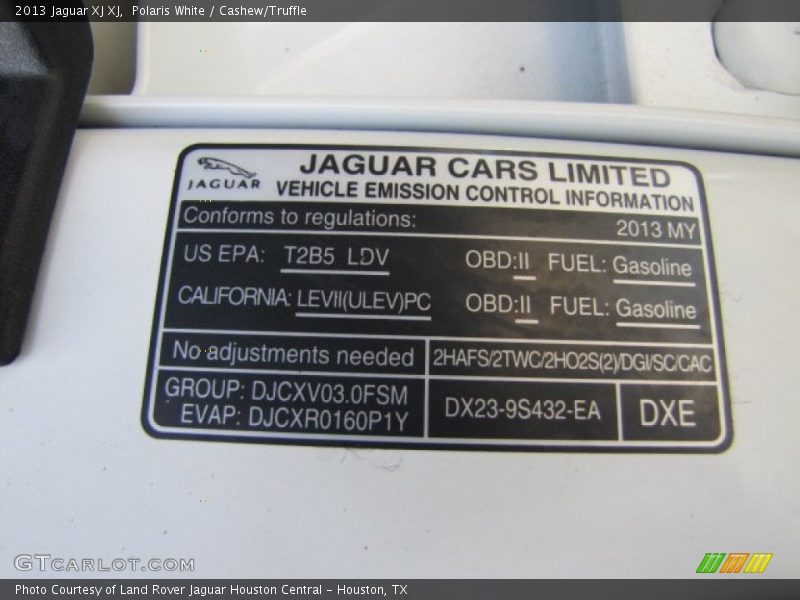 2013 Jaguar XJ XJ,  Polaris White / Cashew/Truffle
JAGUAR
JAGUAR CARS LIMITED
VEHICLE EMISSION CONTROL INFORMATION
Conforms to regulations: 2013 MY
US EPA: T2B5 LDV OBD:II FUEL: Gasoline
CALIFORNIA: LEVII(ULEV)PC OBD:II FUEL: Gasoline
No adjustments needed 2HAFS/2TWC/2HO2S(2)/DGI/SC/CAC
GROUP: DJCXV03.0FSM
EVAP: DJCXR0160P1Y
DX23-9S432-EA DXE
GTCARLOT.COM
Photo Courtesy of Land Rover Jaguar Houston Central - Houston, TX